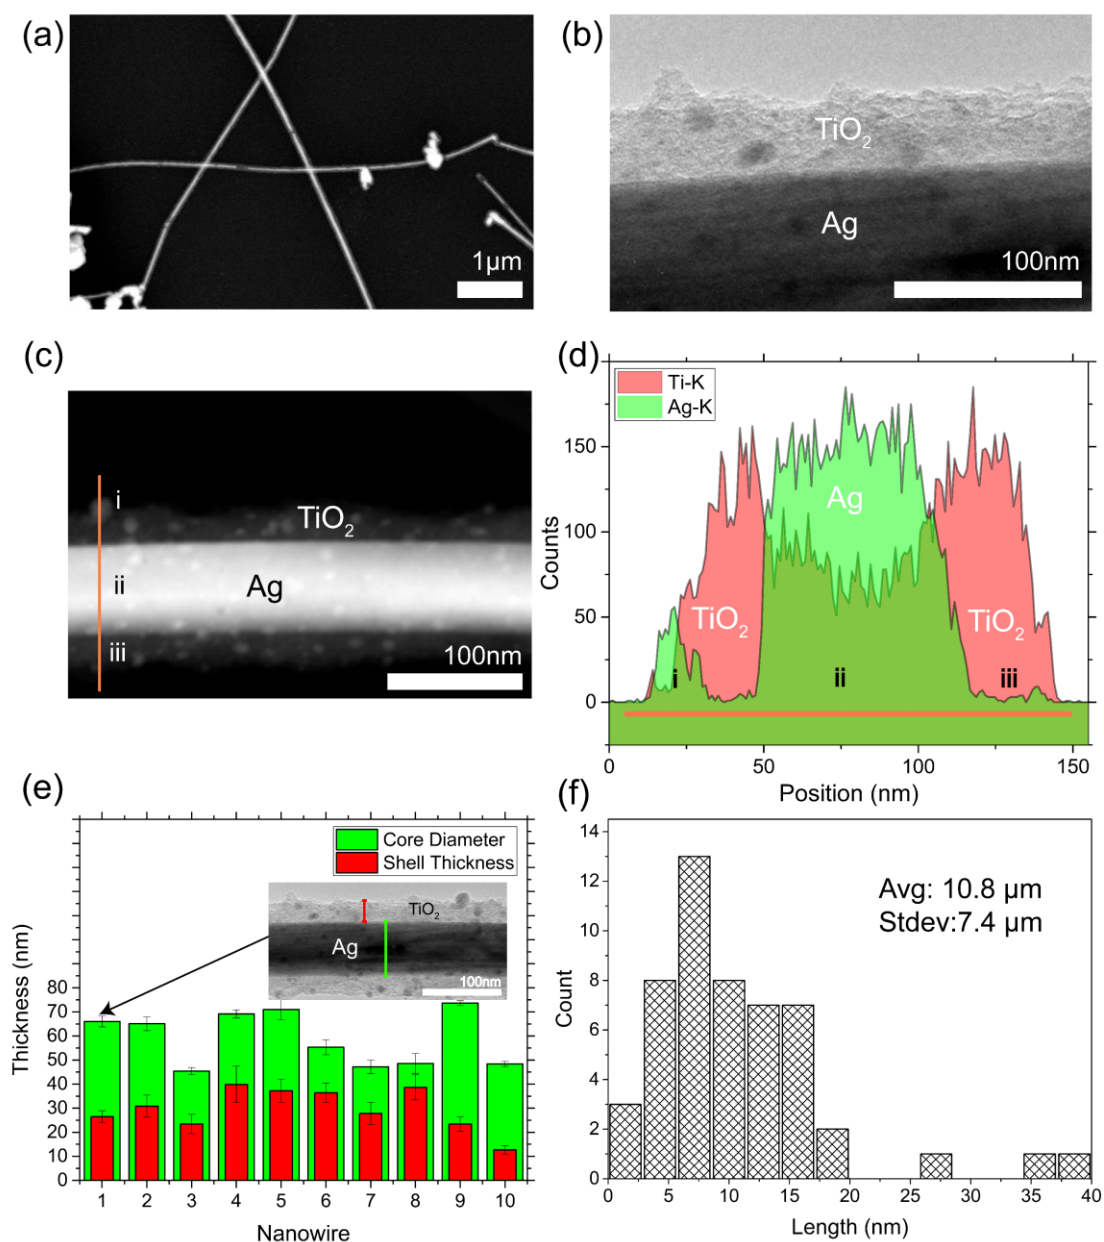 (a)
1μm
(b)
TiO2
Ag
100nm
(c)
i
TiO2
ii
Ag
iii
100nm
(d)
Ti-K
Ag-K
Counts
150
100
50
0
Ag
TiO2
TiO2
i
ii
iii
0
50
100
150
Position (nm)
(e)
Core Diameter
Shell Thickness
TiO2
Ag
100nm
Thickness (nm)
80
70
60
50
40
30
20
10
0
1 2 3 4 5 6 7 8 9 10
Nanowire
(f)
Avg: 10.8 μm
Stdev:7.4 μm
Count
14
12
10
8
6
4
2
0
0 5 10 15 20 25 30 35 40
Length (nm)